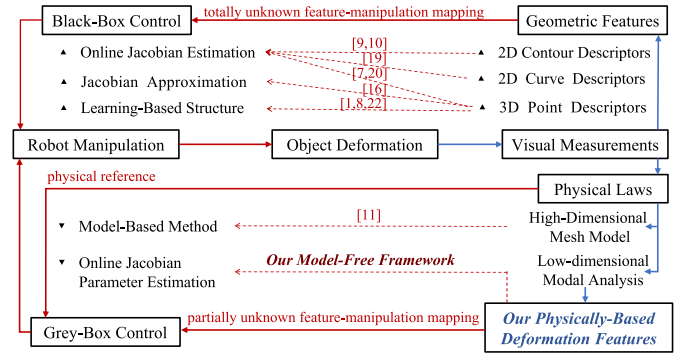 Black-Box Control
totally unknown feature-manipulation mapping
Geometric Features
▲ Online Jacobian Estimation
[9,10]
▲ 2D Contour Descriptors
[19]
▲ Jacobian Approximation
[7,20]
▲ 2D Curve Descriptors
[16]
▲ Learning-Based Structure
[1,8,22]
▲ 3D Point Descriptors
Robot Manipulation
Object Deformation
Visual Measurements
physical reference
Physical Laws
▼ Model-Based Method
[11]
High-Dimensional
Mesh Model
▼ Online Jacobian
Parameter Estimation
Our Model-Free Framework
Low-dimensional
Modal Analysis
Grey-Box Control
partially unknown feature-manipulation mapping
Our Physically-Based
Deformation Features